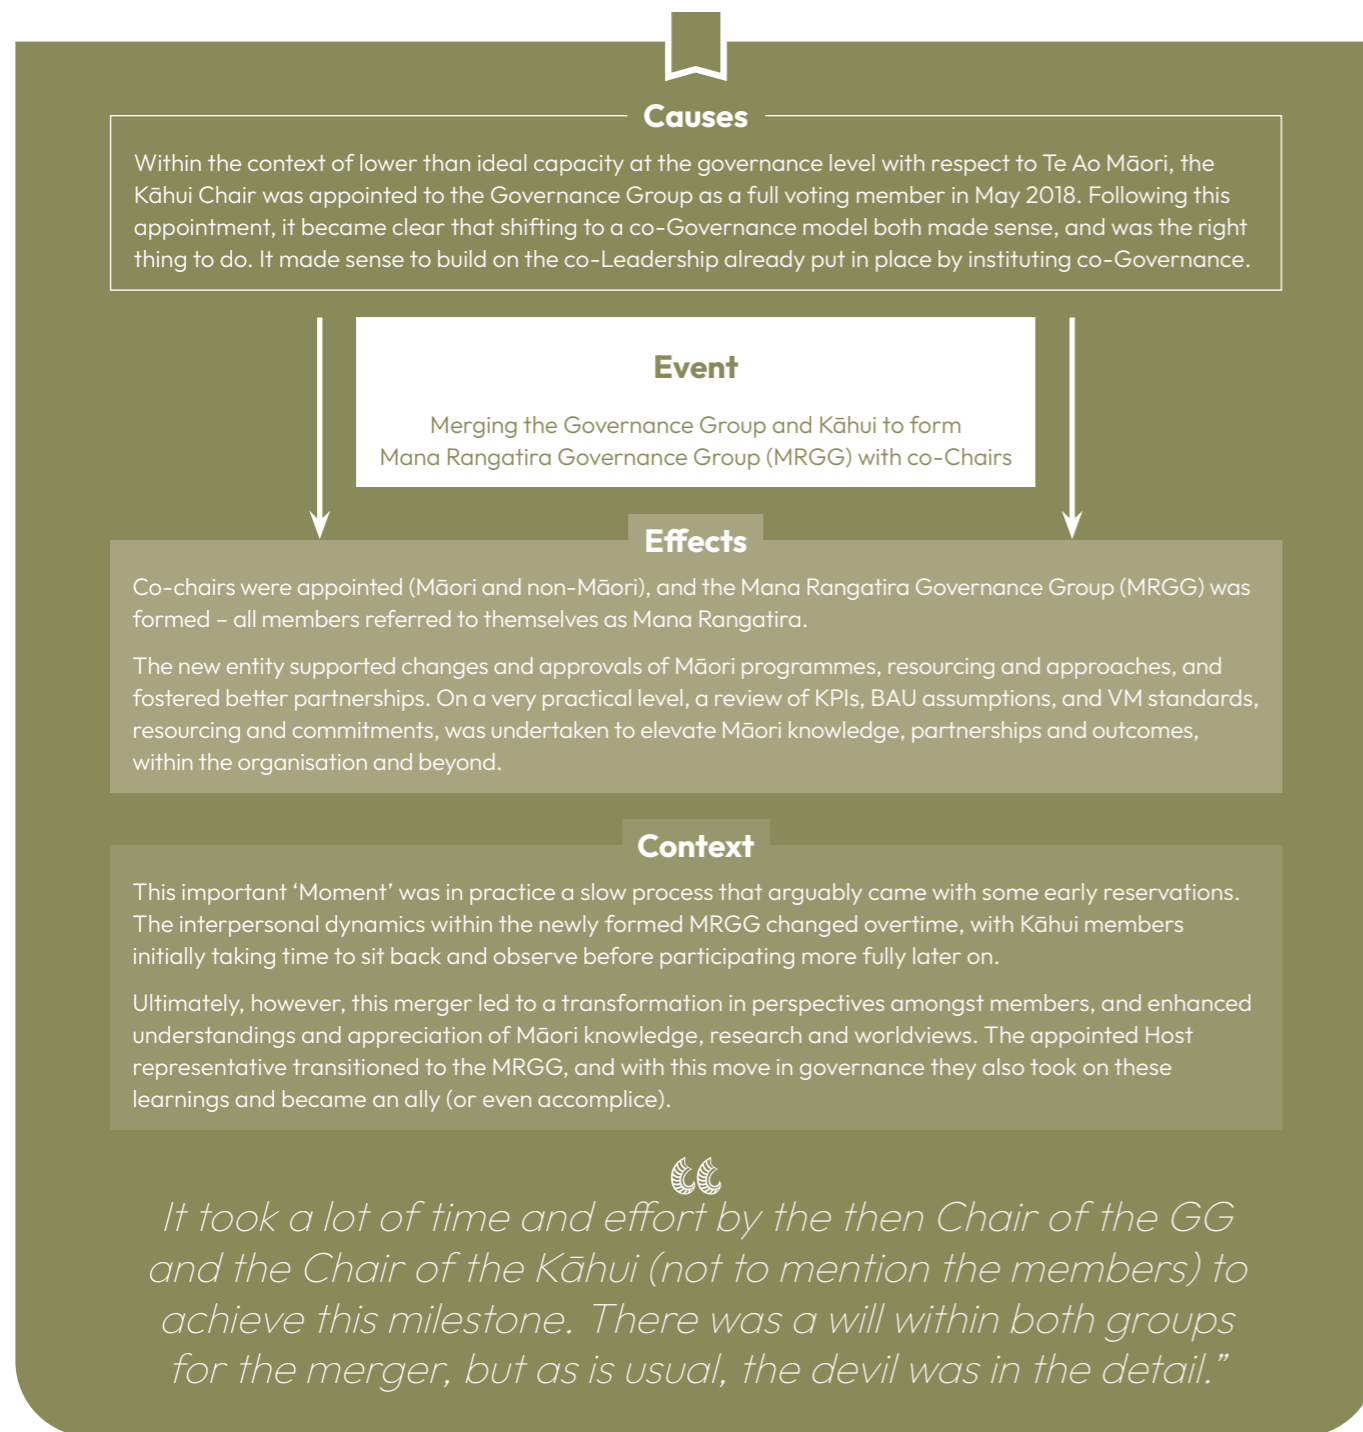 Causes
Within the context of lower than ideal capacity at the governance level with respect to Te Ao Māori, the
Kāhui Chair was appointed to the Governance Group as a full voting member in May 2018. Following this
appointment, it became clear that shifting to a co-Governance model both made sense, and was the right
thing to do. It made sense to build on the co-Leadership already put in place by instituting co-Governance.
Event
Merging the Governance Group and Kāhui to form
Mana Rangatira Governance Group (MRGG) with co-Chairs
Effects
Co-chairs were appointed (Māori and non-Māori), and the Mana Rangatira Governance Group (MRGG) was
formed – all members referred to themselves as Mana Rangatira.
The new entity supported changes and approvals of Māori programmes, resourcing and approaches, and
fostered better partnerships. On a very practical level, a review of KPIs, BAU assumptions, and VM standards,
resourcing and commitments, was undertaken to elevate Māori knowledge, partnerships and outcomes,
within the organisation and beyond.
Context
This important ‘Moment’ was in practice a slow process that arguably came with some early reservations.
The interpersonal dynamics within the newly formed MRGG changed overtime, with Kāhui members
initially taking time to sit back and observe before participating more fully later on.
Ultimately, however, this merger led to a transformation in perspectives amongst members, and enhanced
understandings and appreciation of Māori knowledge, research and worldviews. The appointed Host
representative transitioned to the MRGG, and with this move in governance they also took on these
learnings and became an ally (or even accomplice).
“
It took a lot of time and effort by the then Chair of the GG
and the Chair of the Kāhui (not to mention the members) to
achieve this milestone. There was a will within both groups
for the merger, but as is usual, the devil was in the detail.”